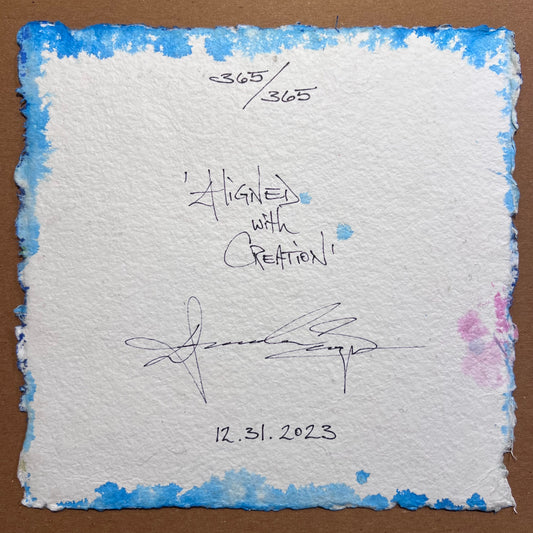 365/365
'ALIGNED
with
CREATION'
12.31.2023